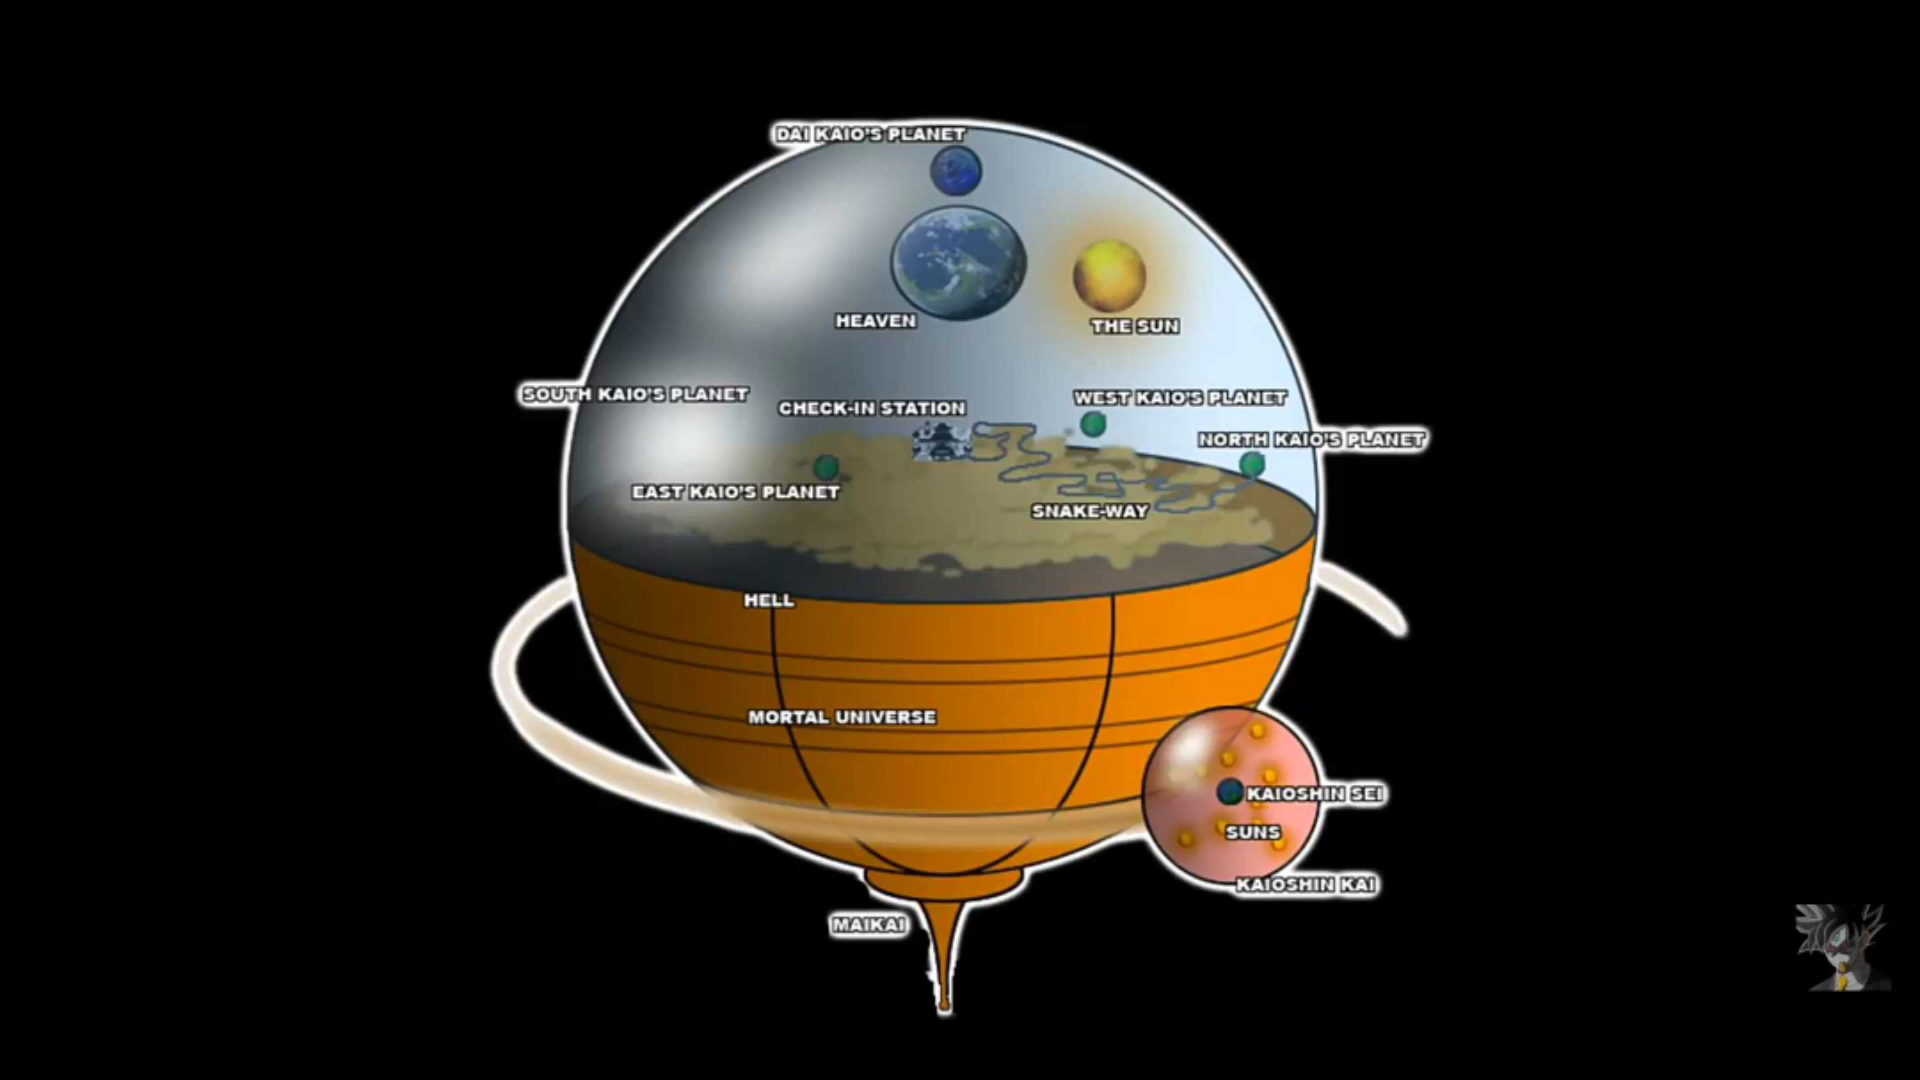 DAI KAIO'S PLANET
HEAVEN
THE SUN
SOUTH KAIO'S PLANET
CHECK-IN STATION
WEST KAIO'S PLANET
NORTH KAIO'S PLANET
EAST KAIO'S PLANET
SNAKE-WAY
HELL
MORTAL UNIVERSE
KAIOSHIN SEI
SUNS
KAIOSHIN KAI
MAIKAI